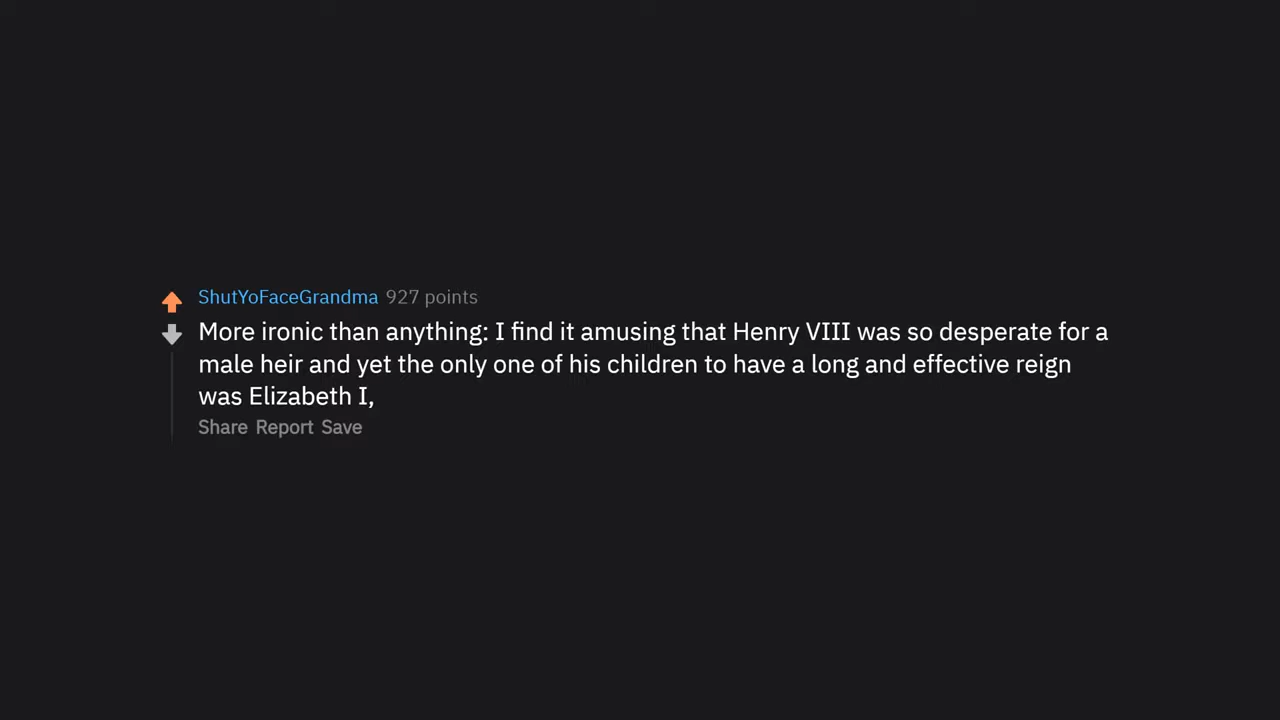 ShutYoFaceGrandma 927 points
More ironic than anything: I find it amusing that Henry VIII was so desperate for a
male heir and yet the only one of his children to have a long and effective reign
was Elizabeth I,
Share Report Save